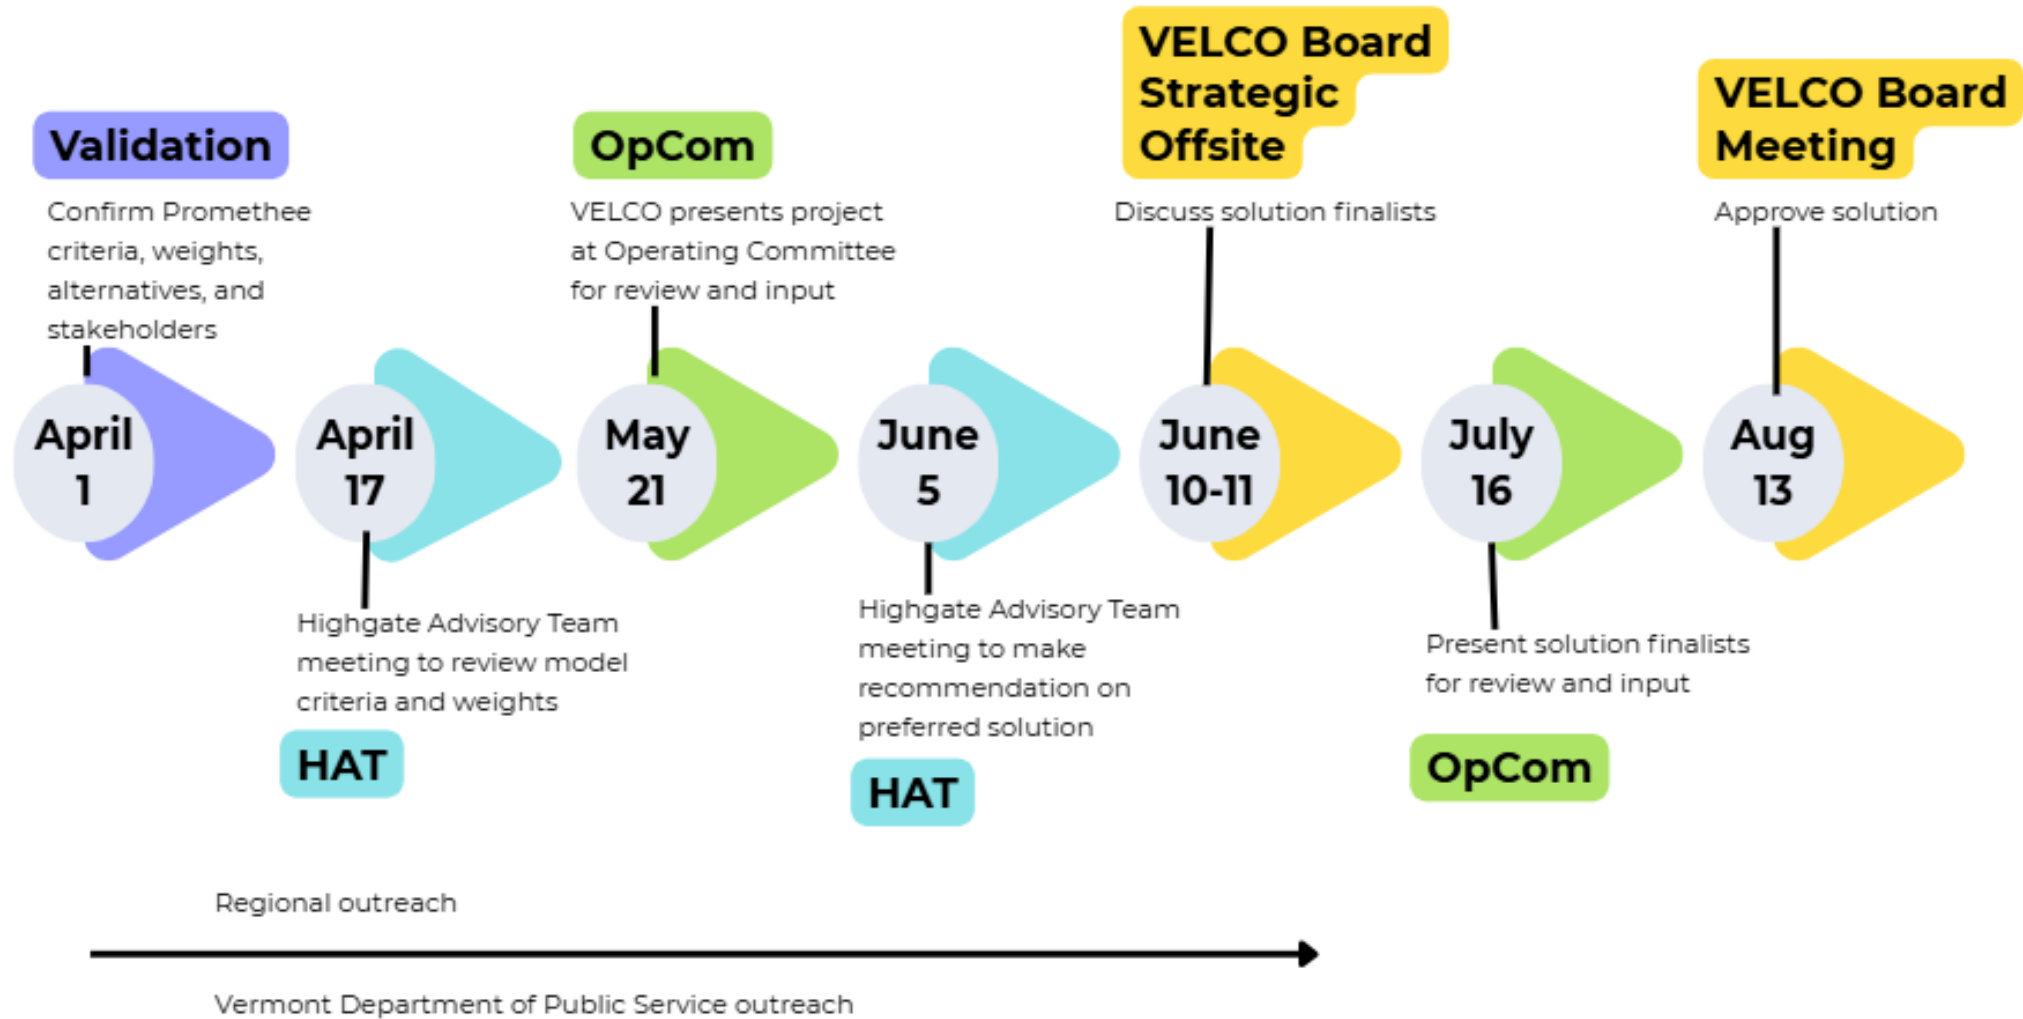 VELCO Board
Strategic
Offsite
VELCO Board
Meeting
Validation
OpCom
Confirm Promethee
criteria, weights,
alternatives, and
stakeholders
VELCO presents project
at Operating Committee
for review and input
Discuss solution finalists
Approve solution
April
1
April
17
May
21
June
5
June
10-11
July
16
Aug
13
Highgate Advisory Team
meeting to review model
criteria and weights
HAT
Highgate Advisory Team
meeting to make
recommendation on
preferred solution
HAT
Present solution finalists
for review and input
OpCom
Regional outreach
Vermont Department of Public Service outreach